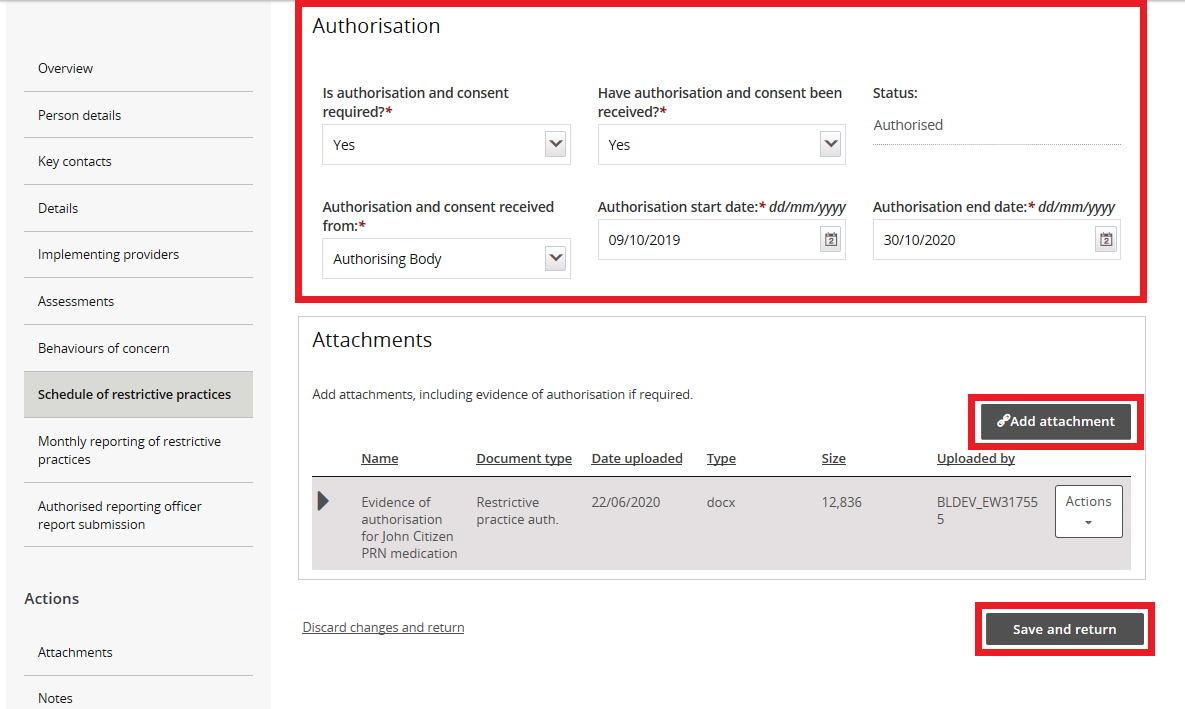 Overview
Person details
Key contacts
Details
Implementing providers
Assessments
Behaviours of concern
Schedule of restrictive practices
Monthly reporting of restrictive
practices
Authorised reporting officer
report submission
Actions
Attachments
Notes
Authorisation
Is authorisation and consent
required?*
Yes
Have authorisation and consent been
received?*
Yes
Status:
Authorised
Authorisation and consent received
from:*
Authorising Body
Authorisation start date:* dd/mm/yyyy
09/10/2019
Authorisation end date:* dd/mm/yyyy
30/10/2020
Attachments
Add attachments, including evidence of authorisation if required.
Add attachment
Name Document type Date uploaded Type Size Uploaded by
Evidence of
authorisation
for John Citizen
PRN medication
Restrictive
practice auth.
22/06/2020
docx
12,836
BLDEV_EW31755
5
Actions
Discard changes and return
Save and return